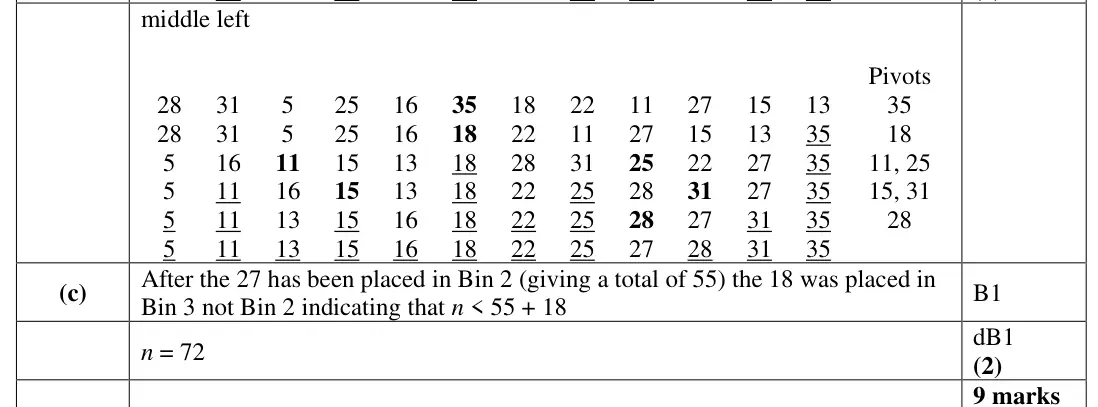 middle left
Pivots
28 31 5 25 16 35 18 22 11 27 15 13 35
28 31 5 25 16 18 22 11 27 15 13 35 18
5 16 11 15 13 18 28 31 25 22 27 35 11, 25
5 11 16 15 13 18 22 25 28 31 27 35 15, 31
5 11 13 15 16 18 22 25 28 27 31 35 28
5 11 13 15 16 18 22 25 27 28 31 35
(c) After the 27 has been placed in Bin 2 (giving a total of 55) the 18 was placed in B1
Bin 3 not Bin 2 indicating that n < 55 + 18
n = 72 dB1
(2)
9 marks